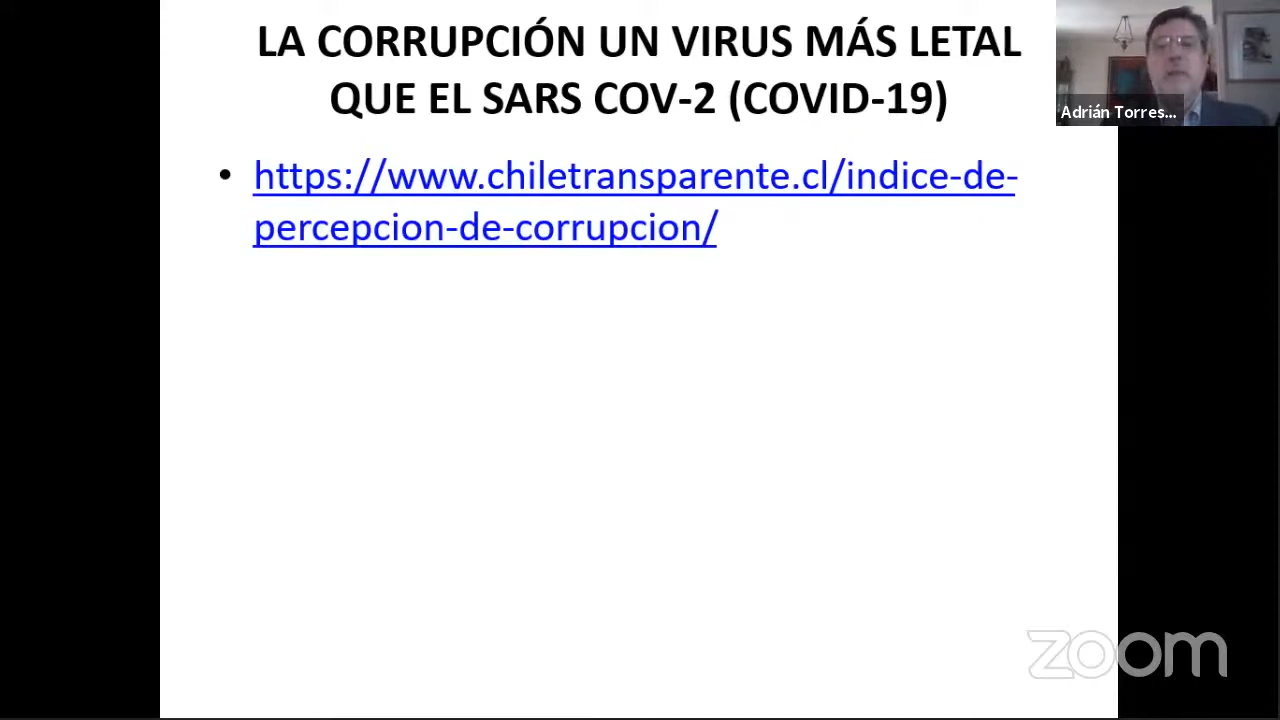 LA CORRUPCIÓN UN VIRUS MÁS LETAL
QUE EL SARS COV-2 (COVID-19)
Adrián Torres...
• https://www.chiletransparente.cl/indice-de-
percepcion-de-corrupcion/
zoom